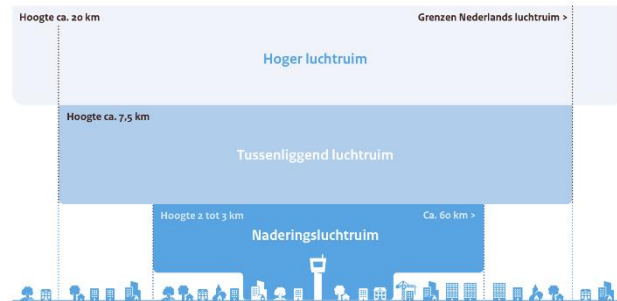 Hoogte ca. 20 km
Grenzen Nederlands luchtruim >
Hoger luchtruim
Hoogte ca. 7,5 km
Tussenliggend luchtruim
Hoogte 2 tot 3 km
Ca. 60 km >
Naderingsluchtruim